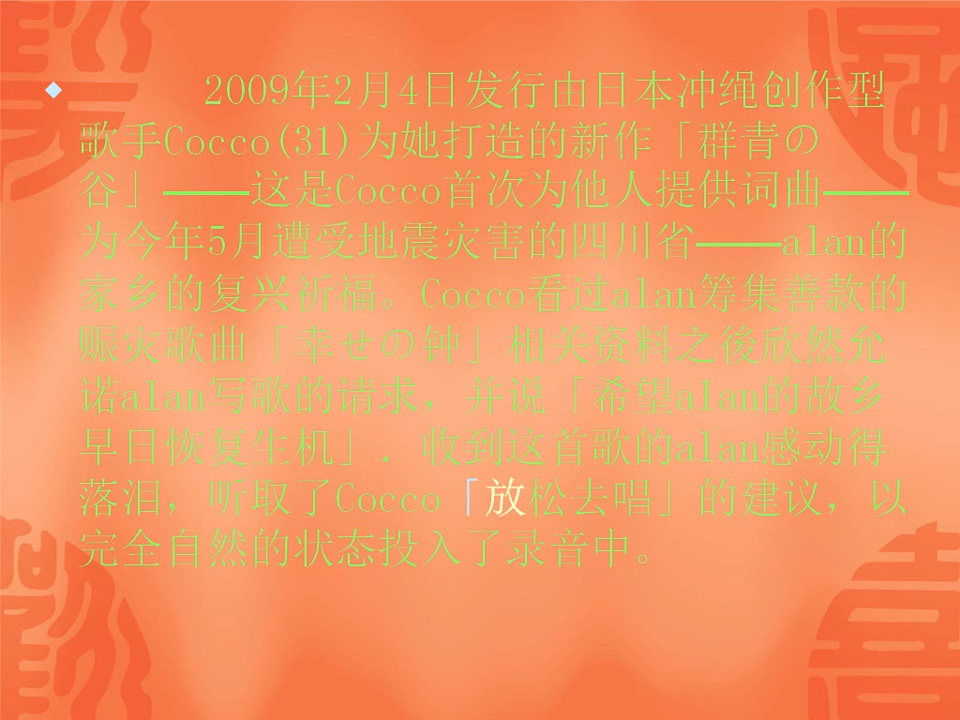 2009年2月4日发行由日本冲绳创作型
歌手Cocco(31)为她打造的新作「群青の
谷」——这是Cocco首次为他人提供词曲——
为今年5月遭受地震灾害的四川省——alan的
家乡的复兴祈福。Cocco看过alan筹集善款的
赈灾歌曲「幸せの钟」相关资料之後欣然允
诺alan写歌的请求，并说「希望alan的故乡
早日恢复生机」．收到这首歌的alan感动得
落泪，听取了Cocco「放松去唱」的建议，以
完全自然的状态投入了录音中。